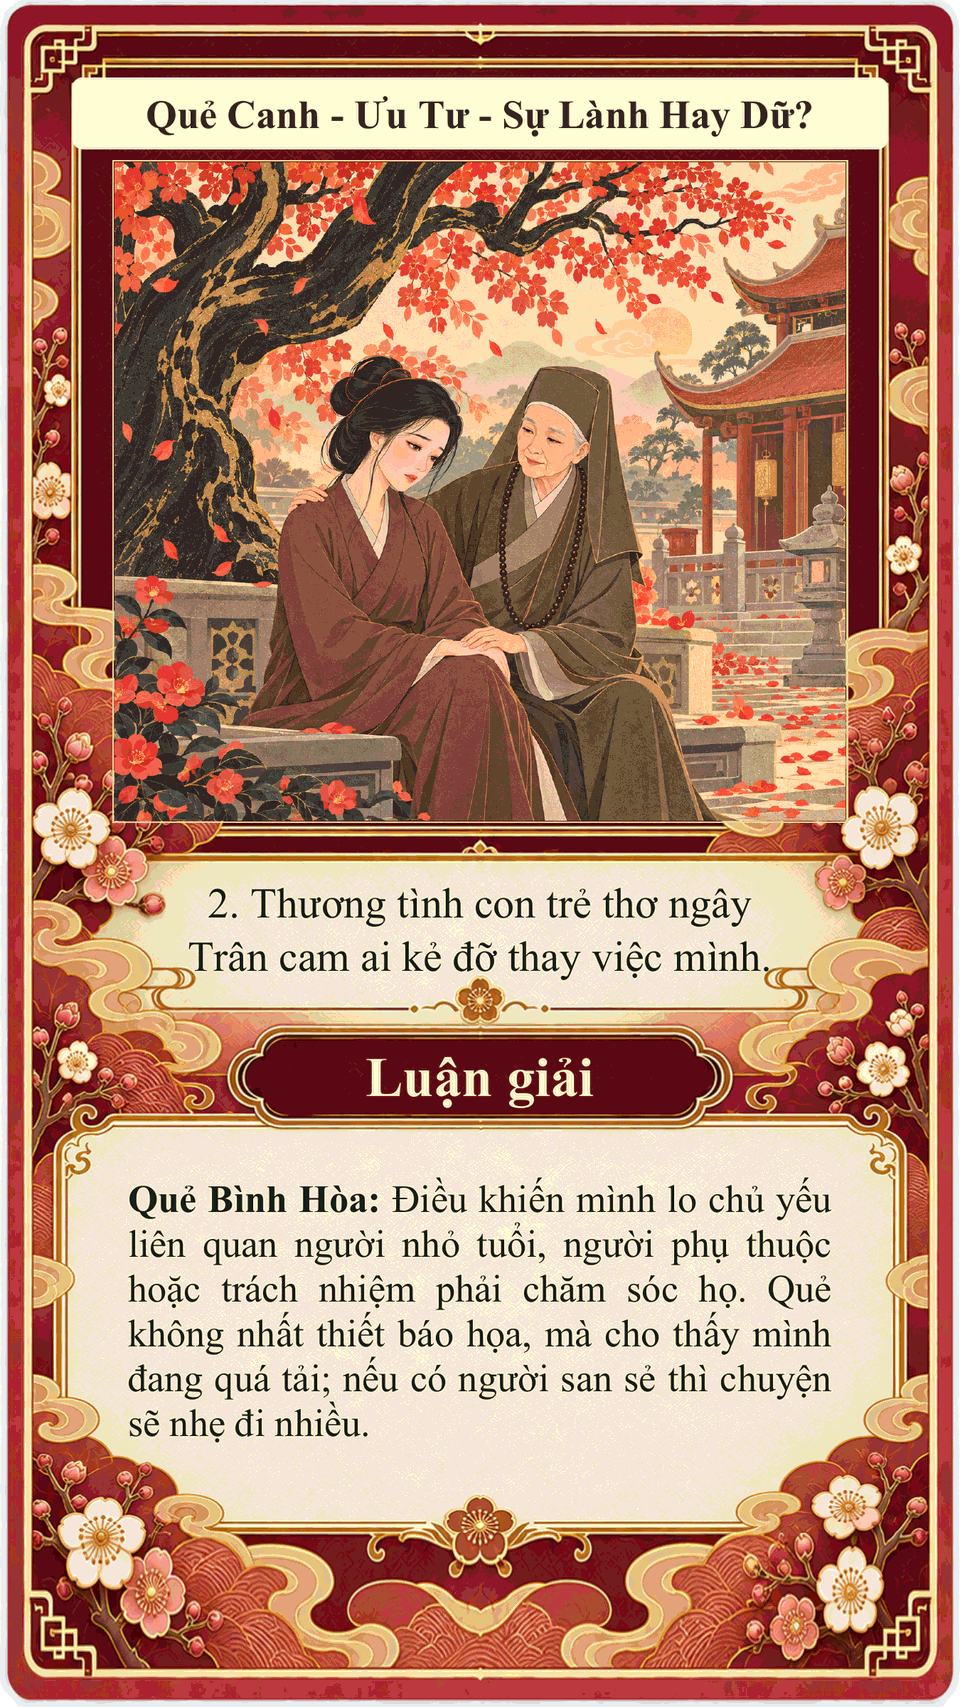 Quẻ Canh - Ưu Tư - Sự Lành Hay Dữ?
2. Thương tình con trẻ thơ ngây
Trân cam ai kẻ đỡ thay việc mình.
Luận giải
Quẻ Bình Hòa: Điều khiến mình lo chủ yếu
liên quan người nhỏ tuổi, người phụ thuộc
hoặc trách nhiệm phải chăm sóc họ. Quẻ
không nhất thiết báo họa, mà cho thấy mình
đang quá tải; nếu có người san sẻ thì chuyện
sẽ nhẹ đi nhiều.